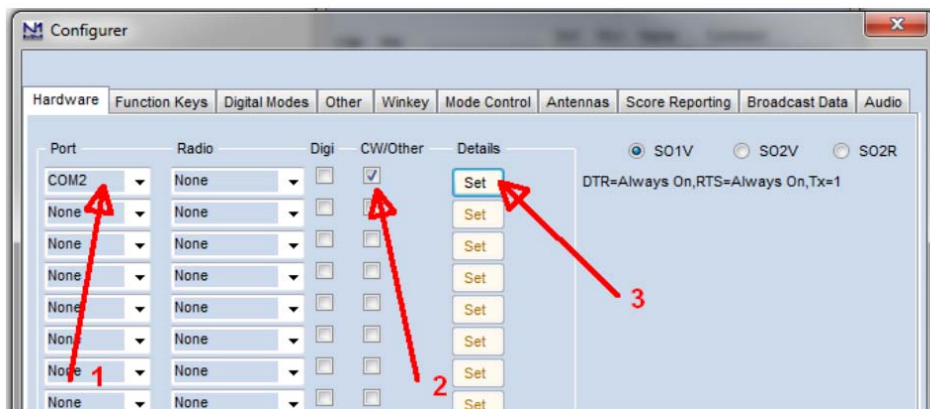 N1
Configurer
Hardware Function Keys Digital Modes Other Winkey Mode Control Antennas Score Reporting Broadcast Data Audio
Port Radio Digi CW/Other Details SO1V SO2V SO2R
COM2 None Set DTR=Always On,RTS=Always On,Tx=1
None None Set
None None Set
None None Set
3
None None Set
None None Set
None None Set
1 2
None None Set